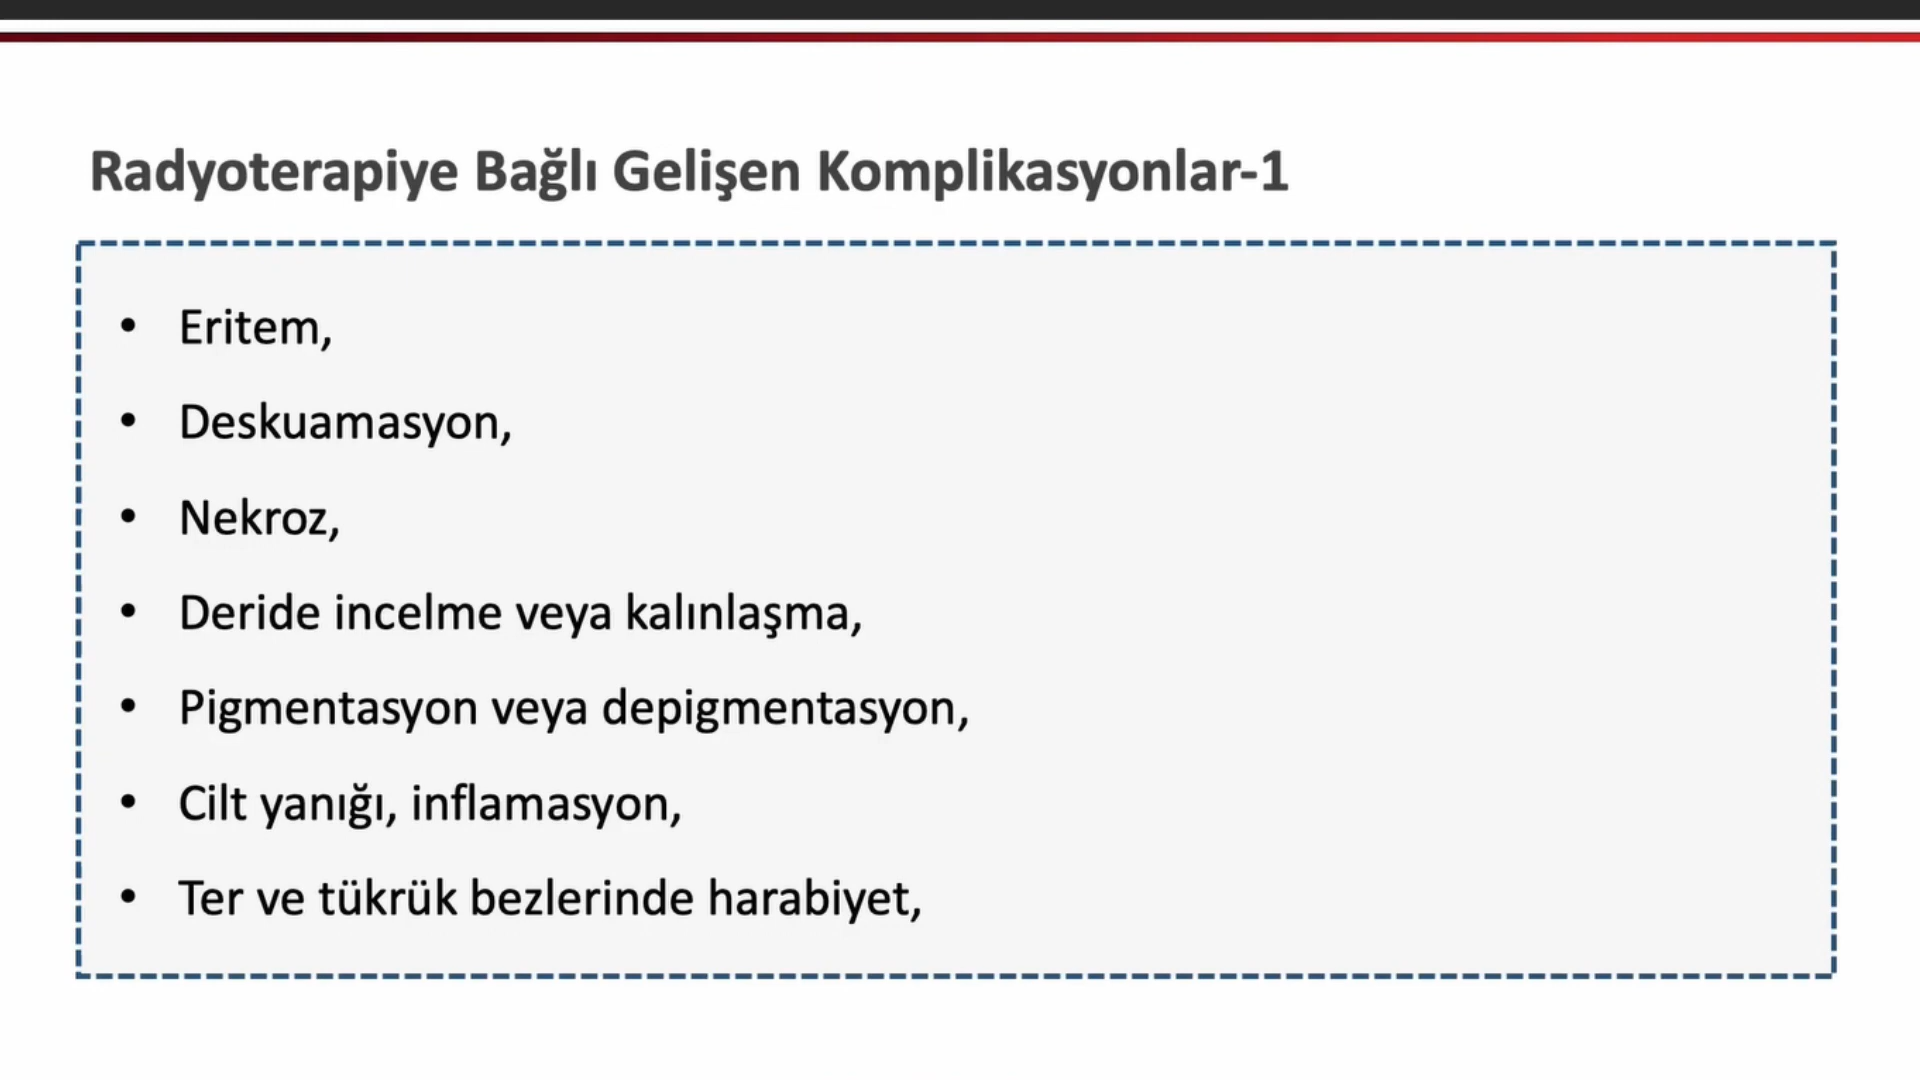 Radyoterapiye Bağlı Gelişen Komplikasyonlar-1
• Eritem,
• Deskuamasyon,
• Nekroz,
• Deride incelme veya kalınlaşma,
• Pigmentasyon veya depigmentasyon,
• Cilt yanığı, inflamasyon,
• Ter ve tükrük bezlerinde harabiyet,